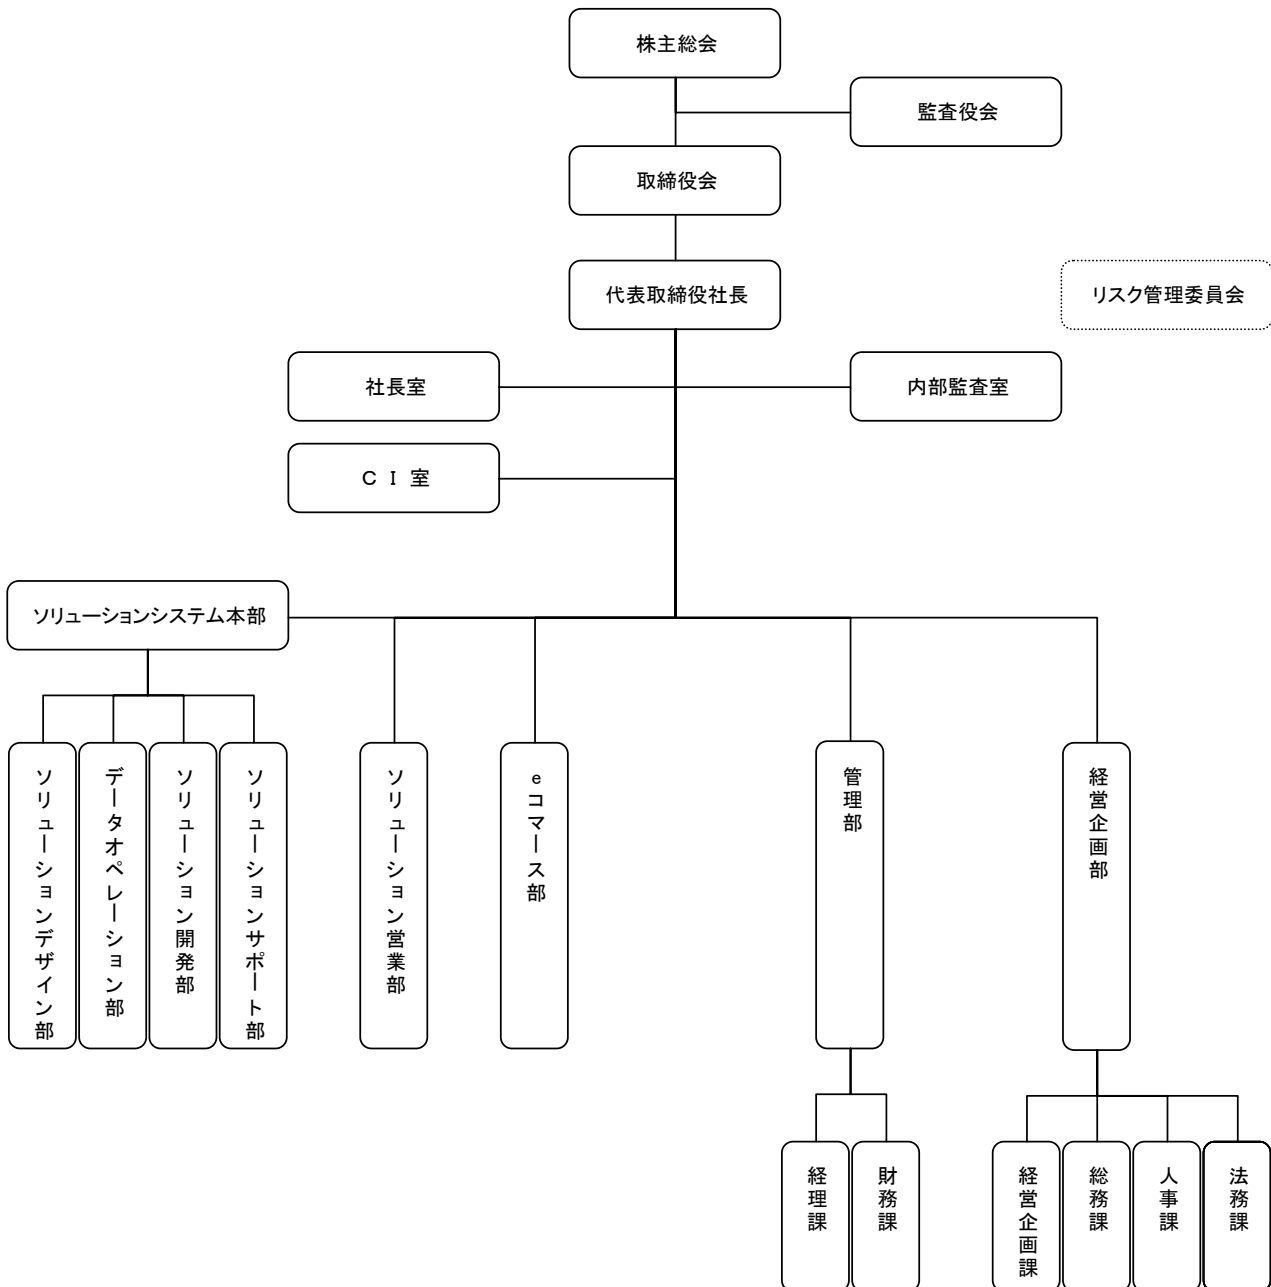 株主総会
監査役会
取締役会
代表取締役社長
リスク管理委員会
社長室
内部監査室
ＣＩ室
ソリューションシステム本部
ソリューションデザイン部
データオペレーション部
ソリューション開発部
ソリューションサポート部
ソリューション営業部
eコマース部
管理部
経営企画部
経理課
財務課
経営企画課
総務課
人事課
法務課